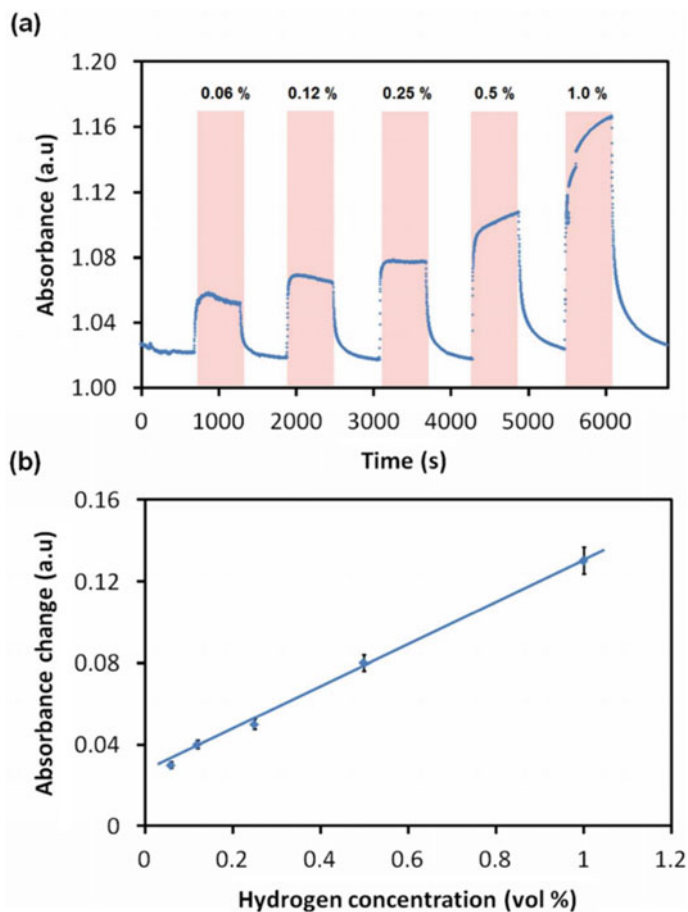 (a)
1.20
0.06 % 0.12 % 0.25 % 0.5 % 1.0 %
1.16
1.12
1.08
1.04
1.00
Absorbance (a.u)
0 1000 2000 3000 4000 5000 6000
Time (s)
(b)
0.16
0.12
0.08
0.04
0
Absorbance change (a.u)
0 0.2 0.4 0.6 0.8 1 1.2
Hydrogen concentration (vol %)